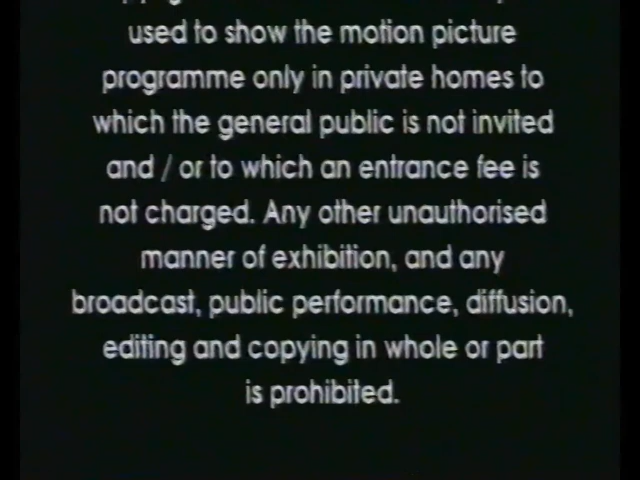 used to show the motion picture
programme only in private homes to
which the general public is not invited
and / or to which an entrance fee is
not charged. Any other unauthorised
manner of exhibition, and any
broadcast, public performance, diffusion,
editing and copying in whole or part
is prohibited.